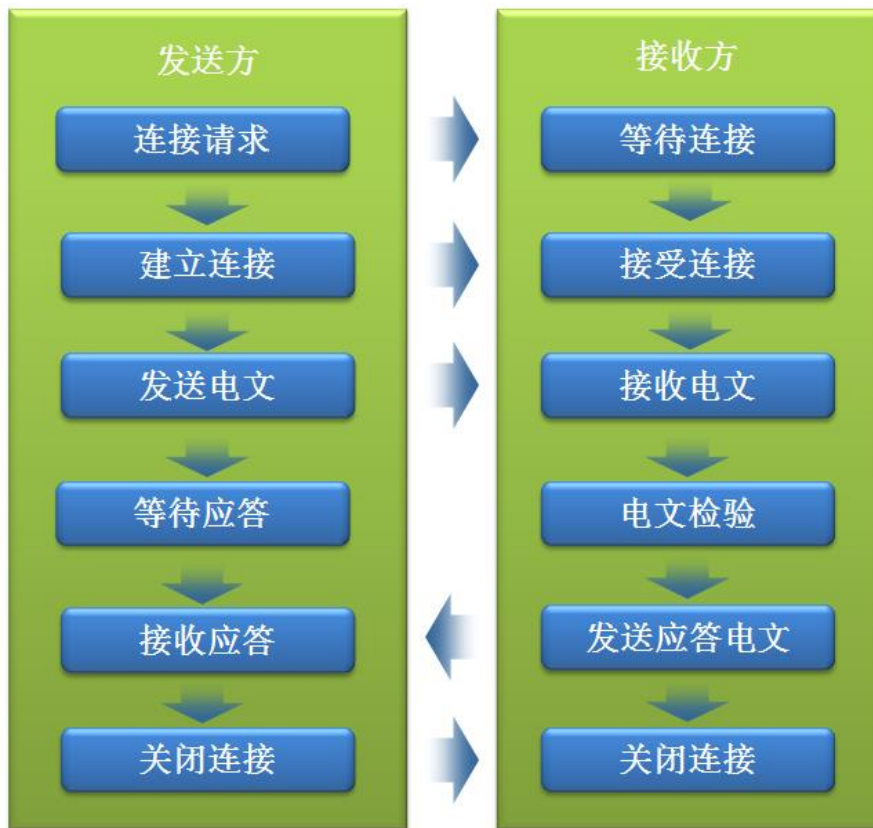 发送方
连接请求
建立连接
发送电文
等待应答
接收应答
关闭连接
接收方
等待连接
接受连接
接收电文
电文检验
发送应答电文
关闭连接